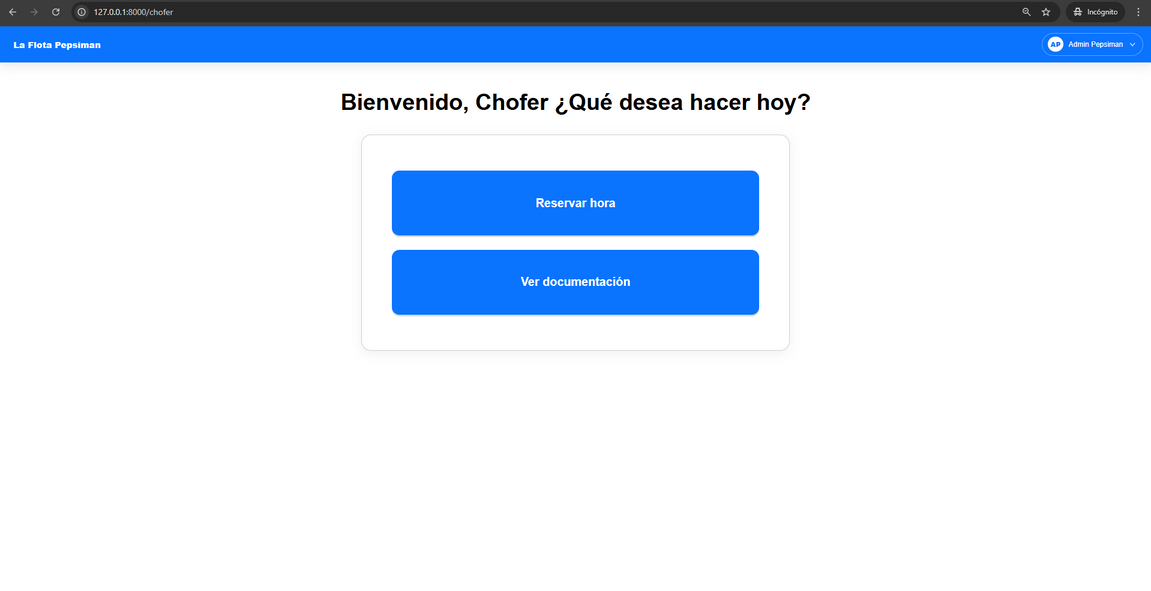 127.0.0.1:8000/chofer
Incógnito
La Flota Pepsiman
AP Admin Pepsiman
Bienvenido, Chofer ¿Qué desea hacer hoy?
Reservar hora
Ver documentación